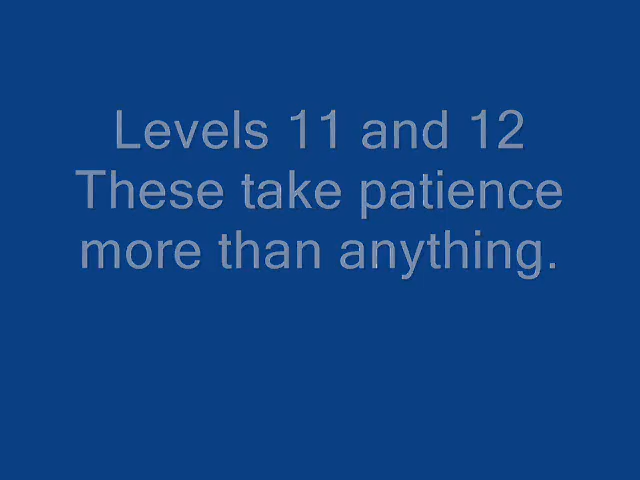 Levels 11 and 12
These take patience
more than anything.